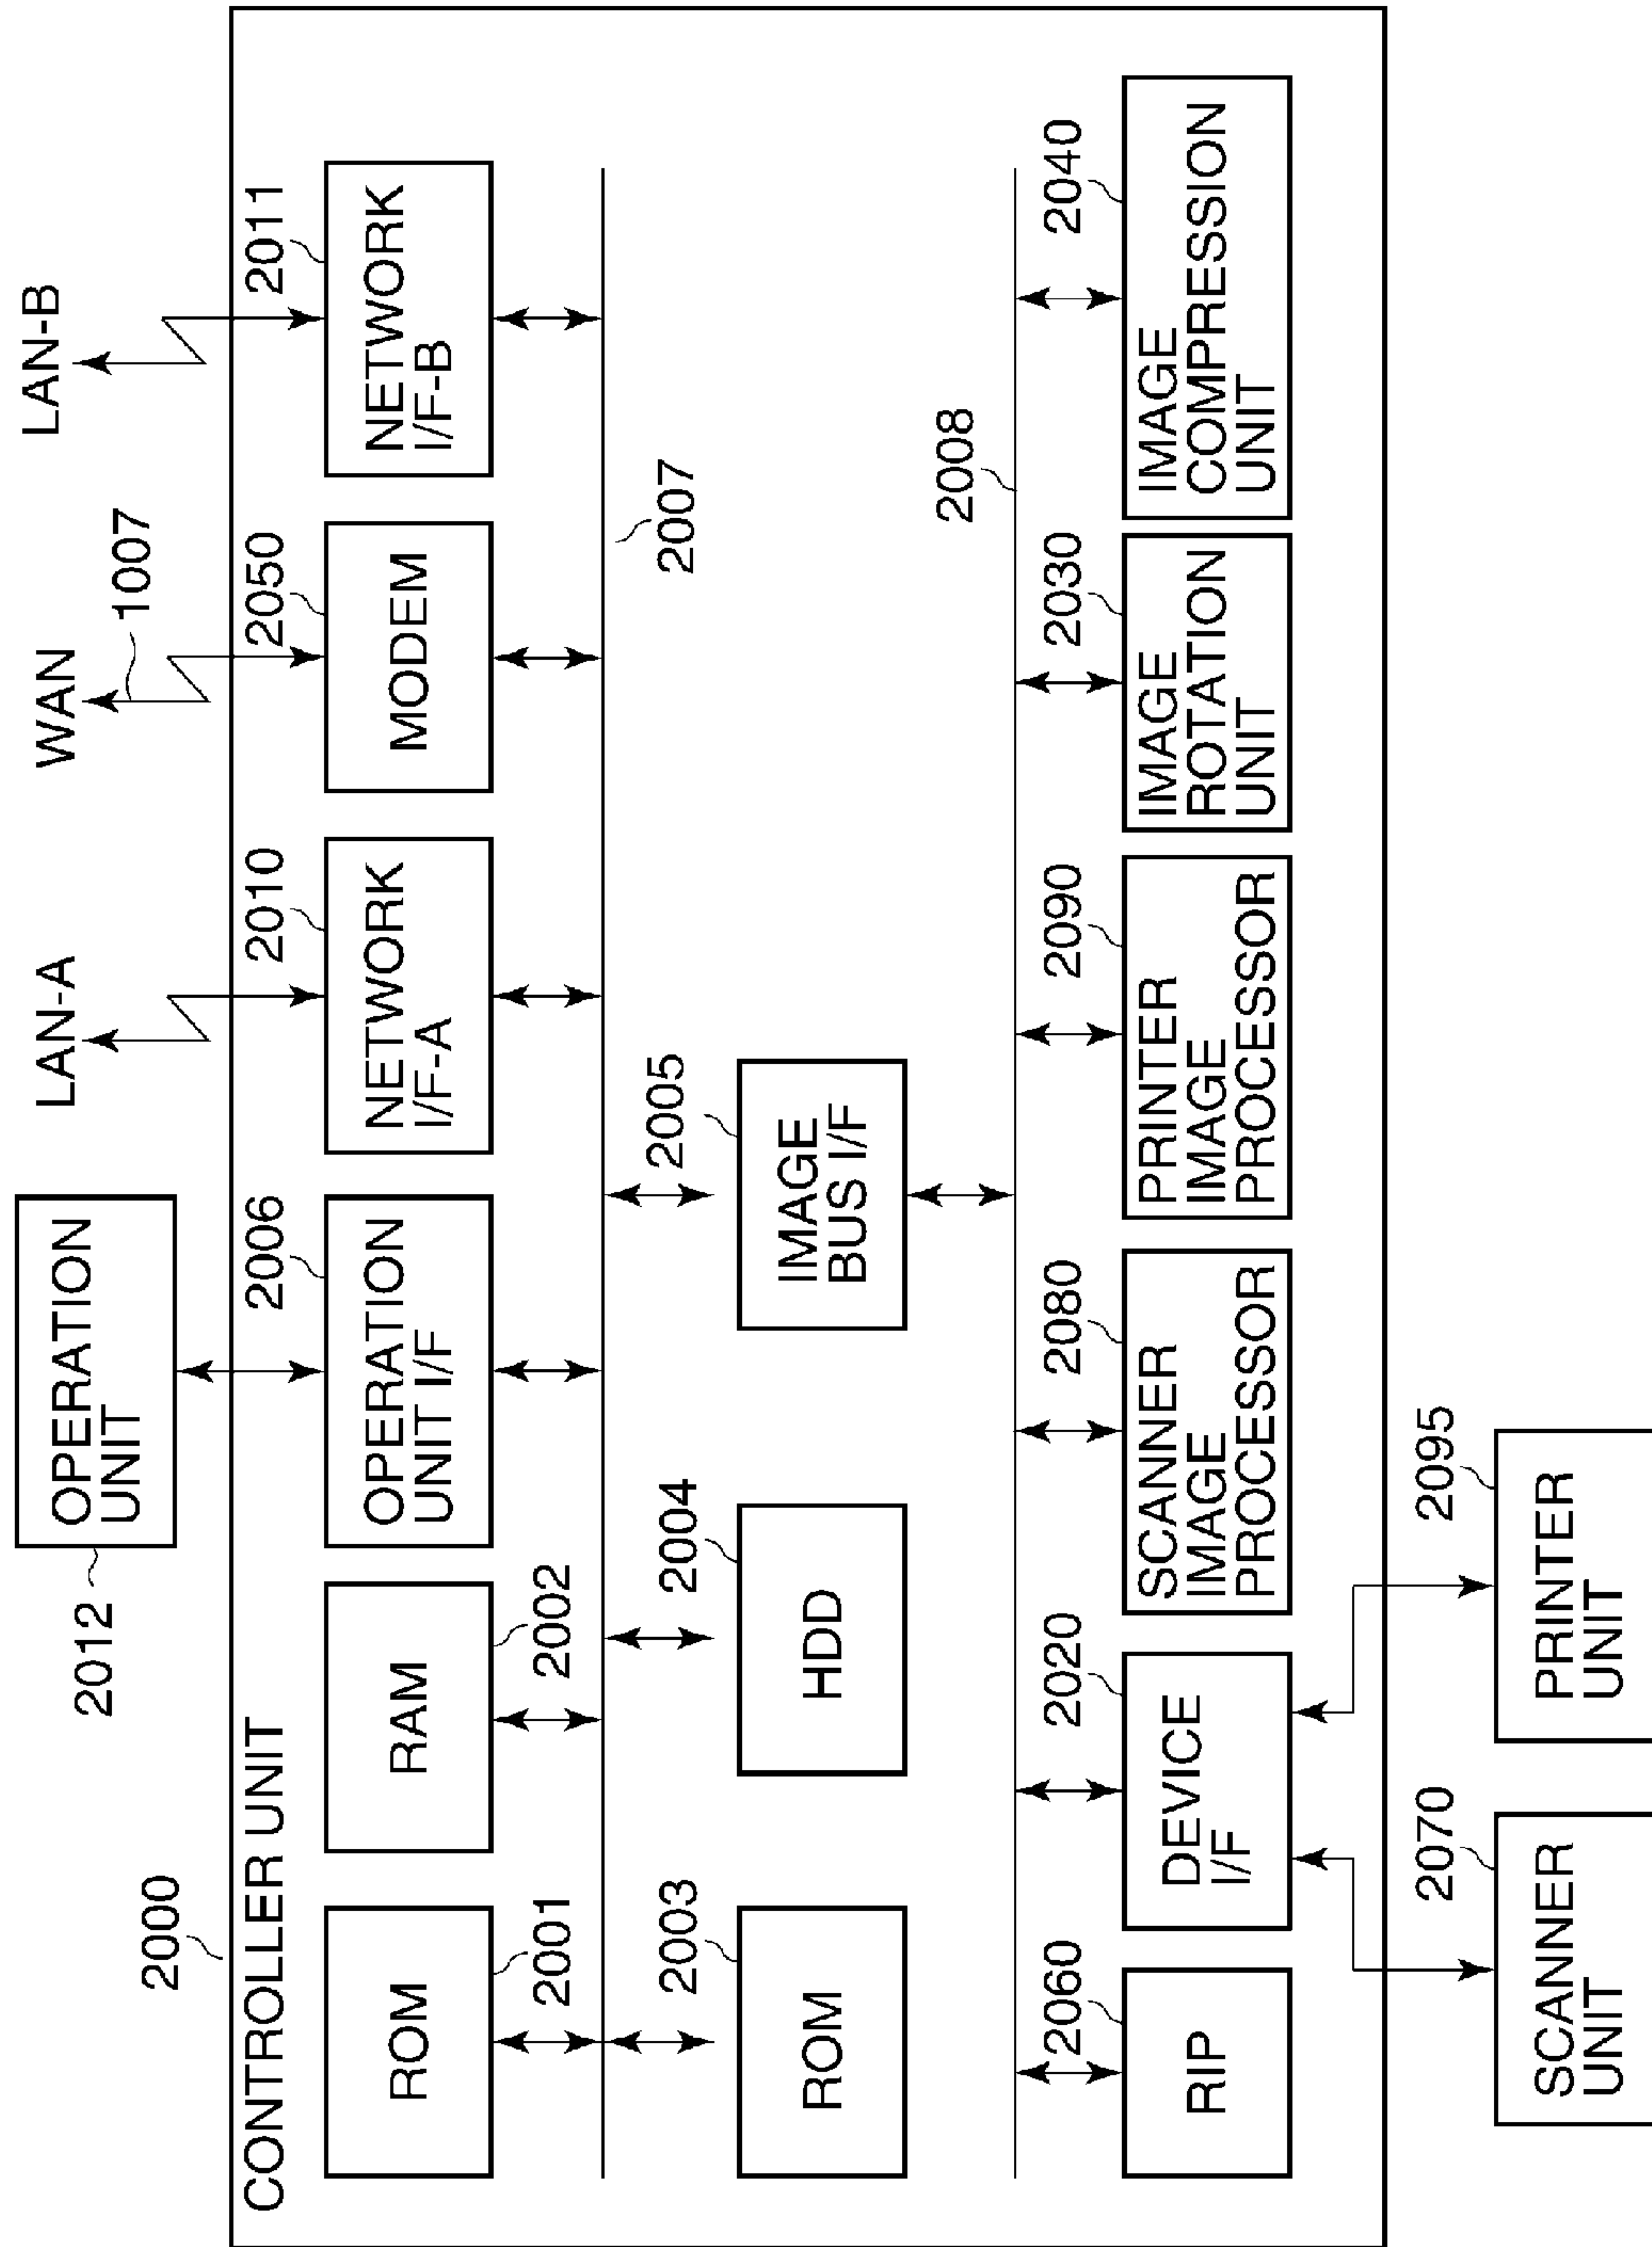 LAN-A
WAN
LAN-B
1007
2012
OPERATION
UNIT
2000
CONTROLLER UNIT
2006
2010
2050
2011
ROM
RAM
OPERATION
UNIT I/F
NETWORK
I/F-A
MODEM
NETWORK
I/F-B
2001
2002
2007
2003
2004
2005
ROM
HDD
IMAGE
BUS I/F
2008
2060
2020
2080
2090
2030
2040
RIP
DEVICE
I/F
SCANNER
IMAGE
PROCESSOR
PRINTER
IMAGE
PROCESSOR
IMAGE
ROTATION
UNIT
IMAGE
COMPRESSION
UNIT
2070
2095
SCANNER
UNIT
PRINTER
UNIT